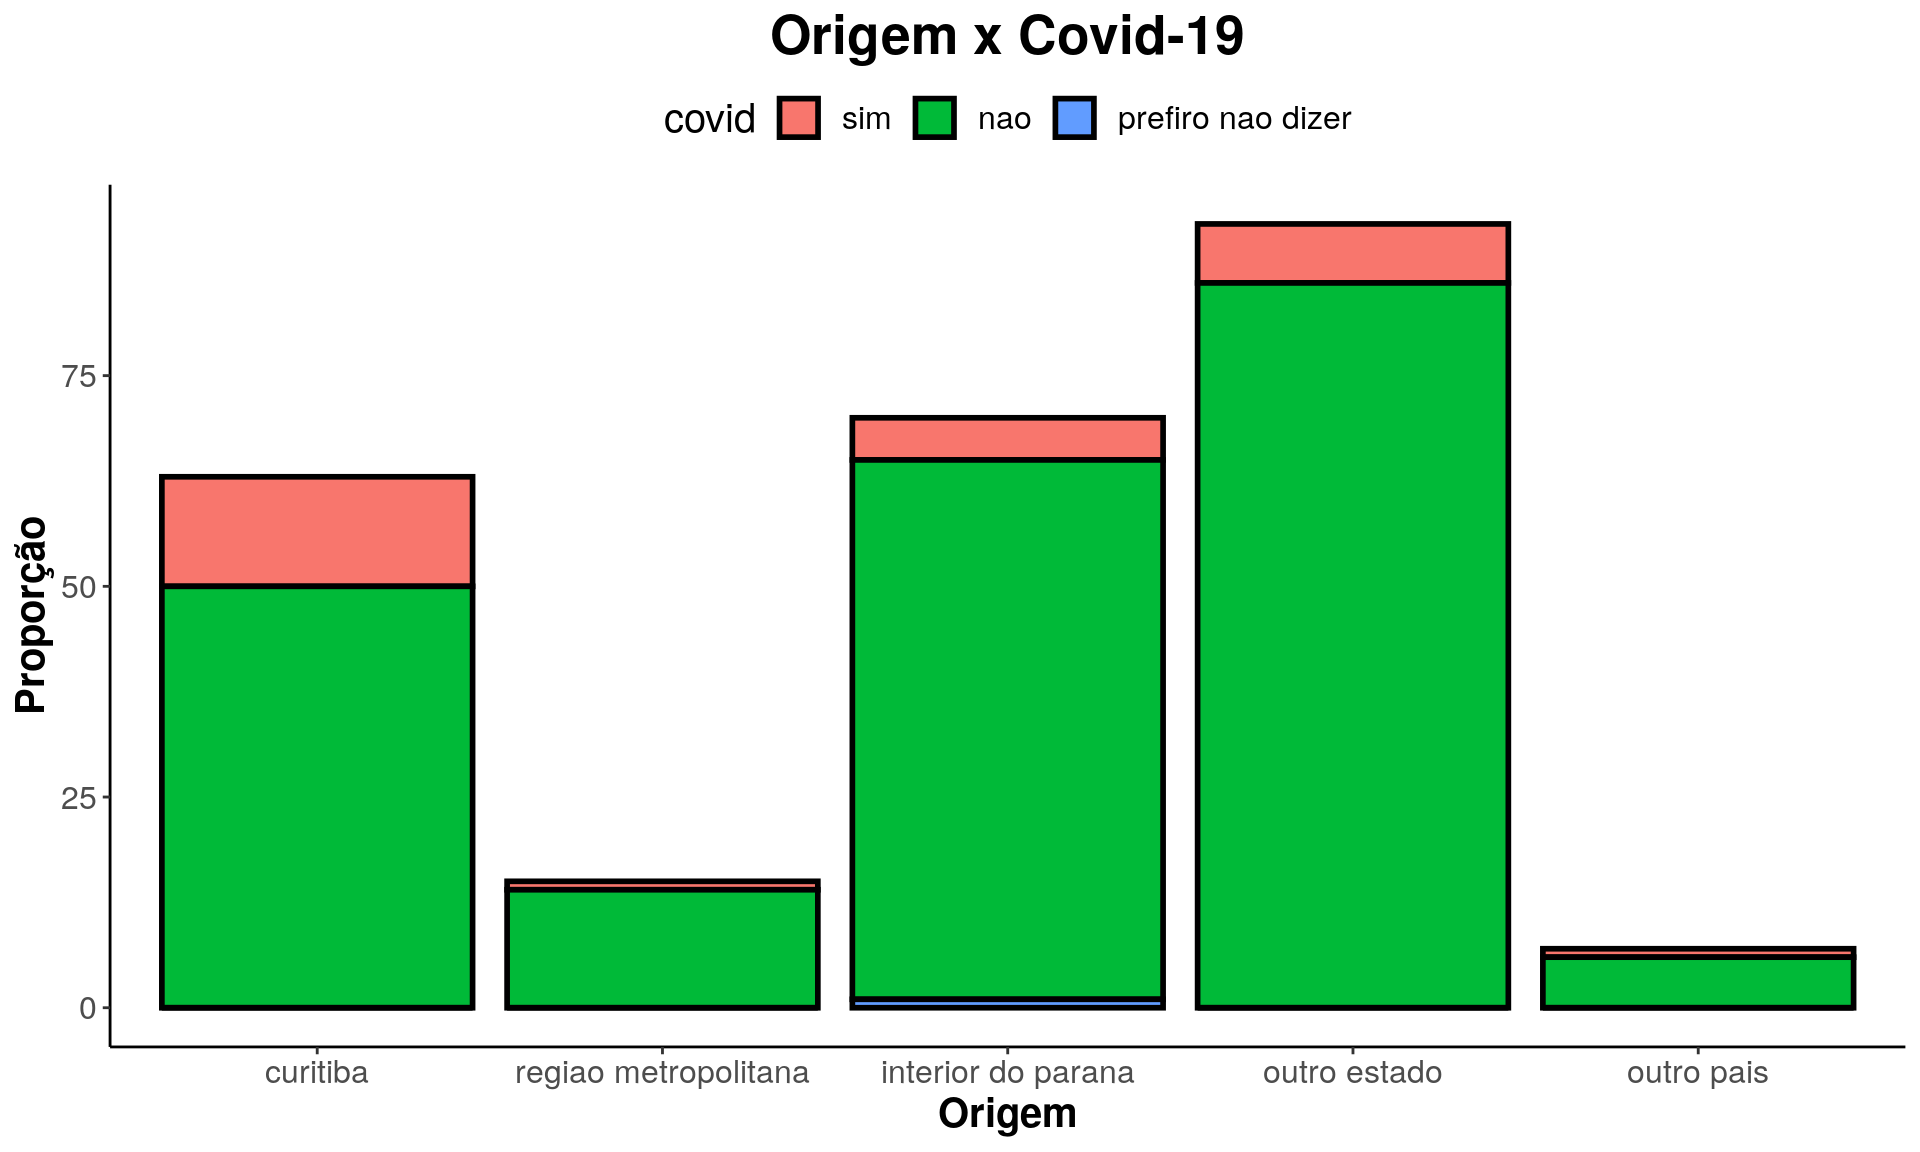 Origem x Covid-19
covid sim nao prefiro nao dizer
Proporção
75
50
25
0
curitiba regiao metropolitana interior do parana outro estado outro pais
Origem